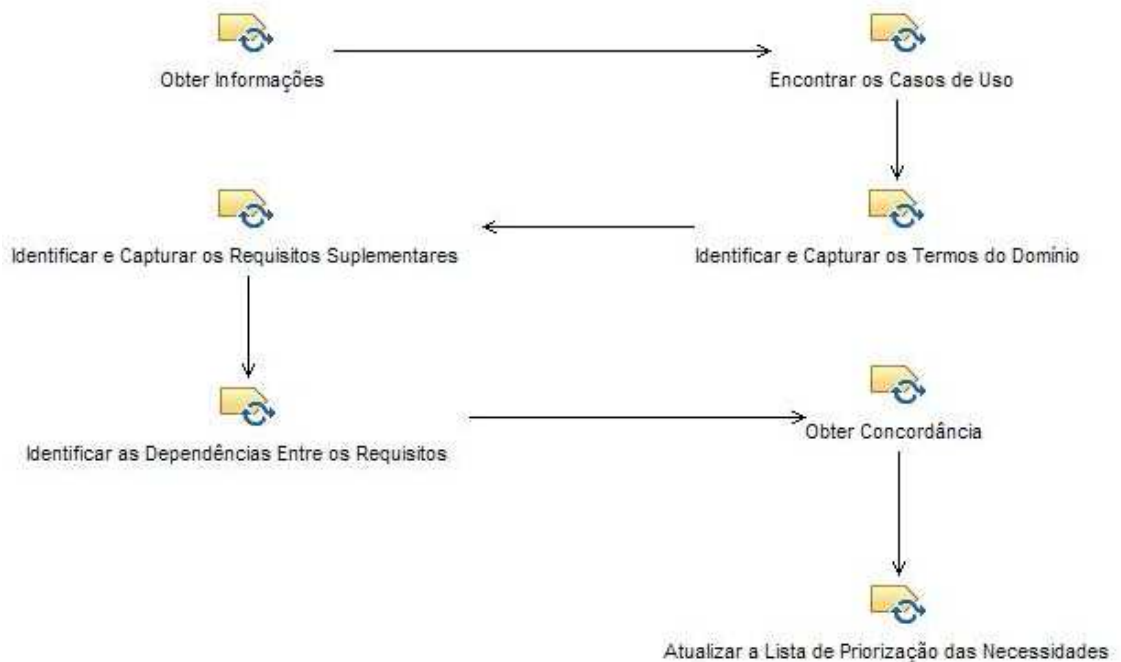 Obter Informações
Encontrar os Casos de Uso
Identificar e Capturar os Termos do Domínio
Identificar e Capturar os Requisitos Suplementares
Identificar as Dependências Entre os Requisitos
Obter Concordância
Atualizar a Lista de Priorização das Necessidades